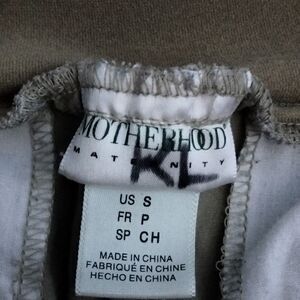 MOTHERHOOD
MATERNITY
KL
US S
FR P
SP CH
MADE IN CHINA
FABRIQUÉ EN CHINE
HECHO EN CHINA